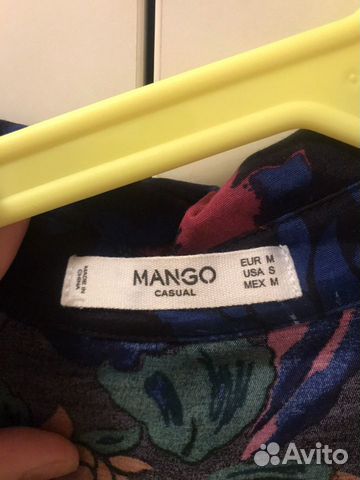 MADE IN
CHINA
MANGO
CASUAL
EUR M
USA S
MEX M
Avito